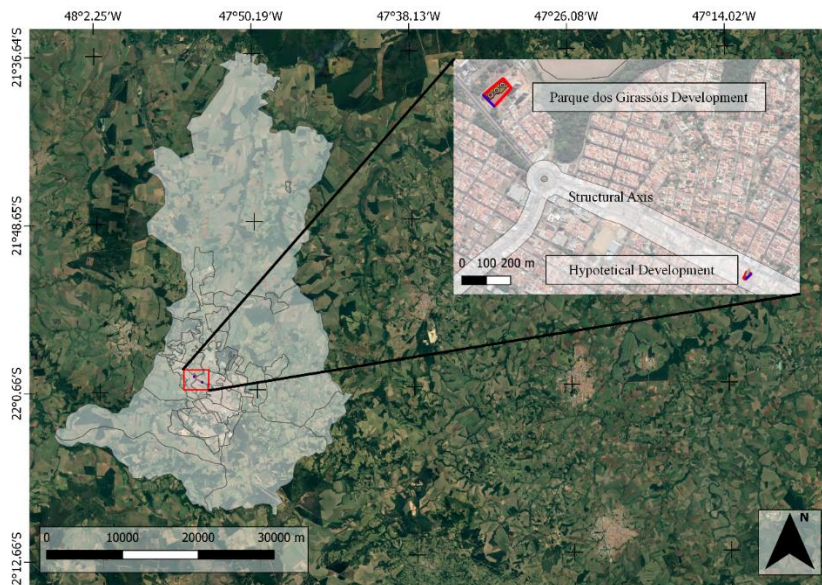 48°2.25'W 47°50.19'W 47°38.13'W 47°26.08'W 47°14.02'W
21°36.64'S
21°48.65'S
22°0.66'S
2°12.66'S
Parque dos Girassóis Development
Structural Axis
0 100 200 m
Hypotetical Development
0 10000 20000 30000 m
N